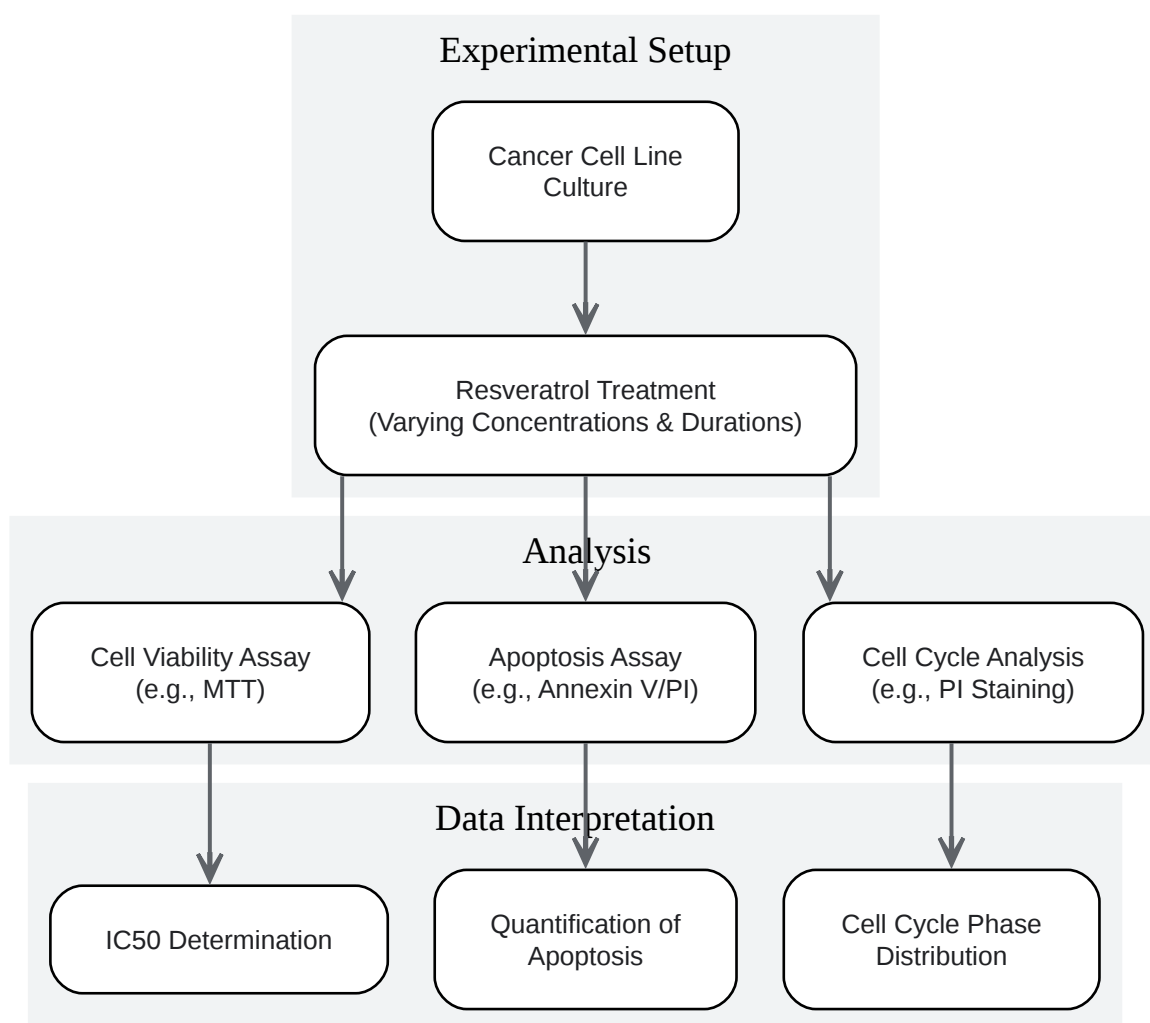 Experimental Setup
Cancer Cell Line
Culture
Resveratrol Treatment
(Varying Concentrations & Durations)
Analysis
Cell Viability Assay
(e.g., MTT)
Apoptosis Assay
(e.g., Annexin V/PI)
Cell Cycle Analysis
(e.g., PI Staining)
Data Interpretation
IC50 Determination
Quantification of
Apoptosis
Cell Cycle Phase
Distribution